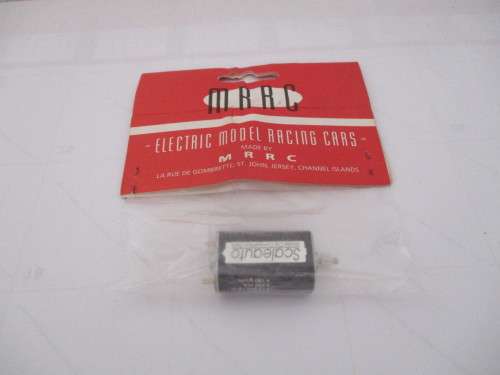 MRRC
- ELECTRIC MODEL RACING CARS -
MADE BY
MRRC
LA RUE DE GOMBRETTE, ST. JOHN, JERSEY, CHANNEL ISLANDS
Scaleauto